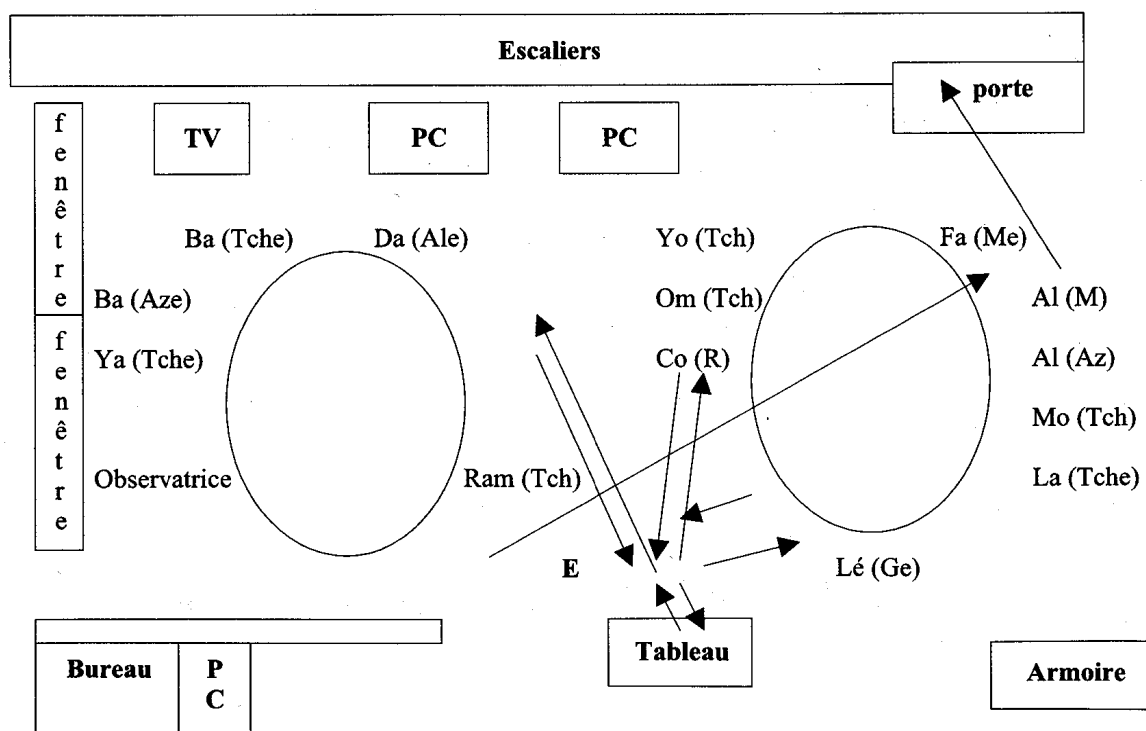 Escaliers
porte
fenêtre
TV
PC
PC
Ba (Tche)
Da (Ale)
Yo (Tch)
Fa (Me)
Ba (Aze)
Om (Tch)
Al (M)
fenêtre
Ya (Tche)
Co (R)
Al (Az)
Mo (Tch)
Observatrice
Ram (Tch)
La (Tche)
E
Lé (Ge)
Bureau
PC
Tableau
Armoire